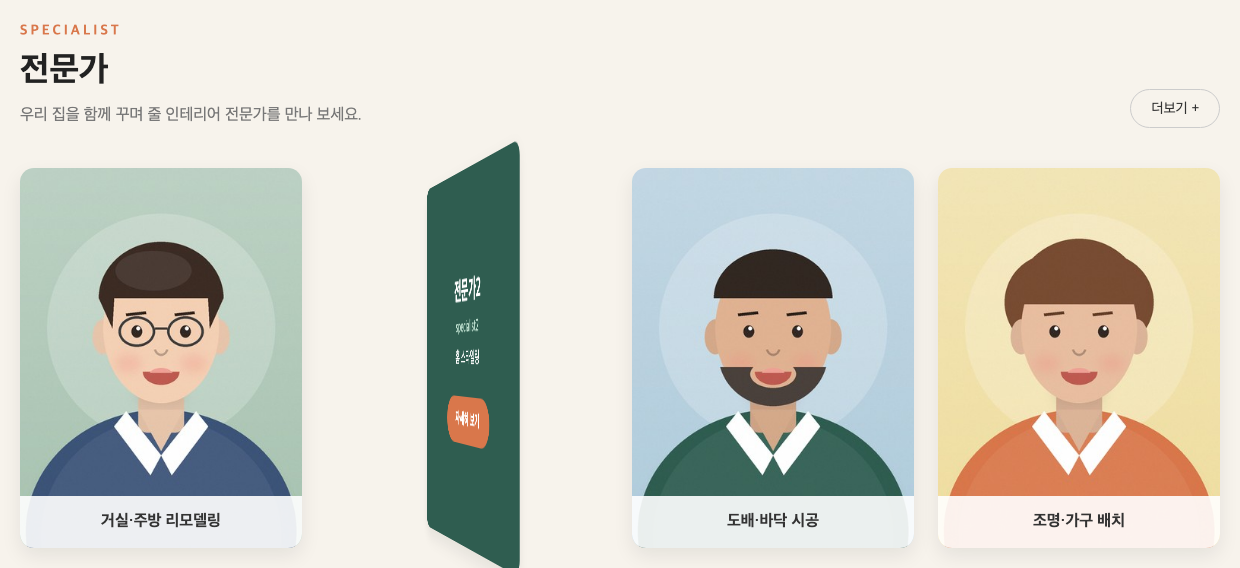 SPECIALIST
전문가
우리 집을 함께 꾸며 줄 인테리어 전문가를 만나 보세요.
더보기 +
전문가2
specialist2
홈 스타일링
자세히 보기
거실·주방 리모델링
도배·바닥 시공
조명·가구 배치